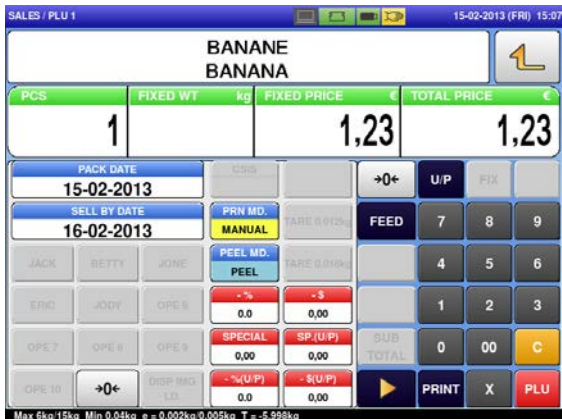 SALES / PLU 1
15-02-2013 (FRI) 15:07
BANANE
BANANA
PCS FIXED WT kg FIXED PRICE € TOTAL PRICE €
1 1,23 1,23
PACK DATE
15-02-2013
SELL BY DATE
16-02-2013
PRN MD.
MANUAL
TARE 0.012kg
PEEL MD.
PEEL
TARE 0.016kg
→0← U/P FIX
FEED 7 8 9
4 5 6
1 2 3
JACK BETTY JONE
ERIC JODY OPE 6
- % - $
0.0 0,00
OPE 7 OPE 8 OPE 9
SPECIAL SP.(U/P)
0,00 0,00
SUB TOTAL 0 00 C
OPE 10 →0← DISP IMG
- %(U/P) - $(U/P)
0.0 0,00
PRINT X PLU
Max 6kg/15kg Min 0.04kg e = 0.002kg/0.005kg T = -5.998kg